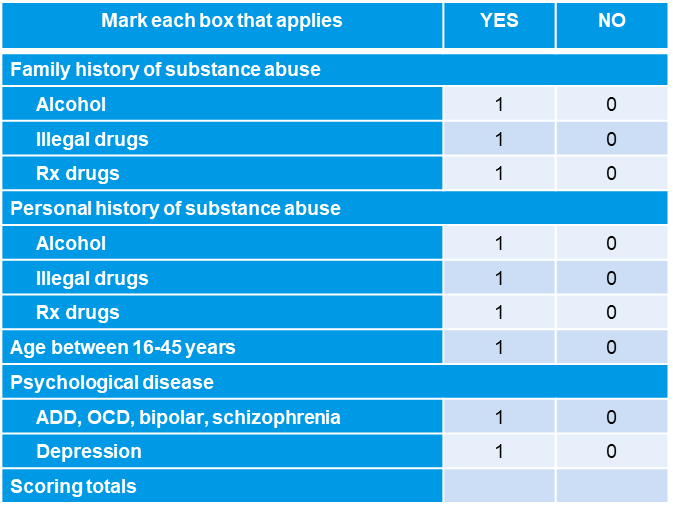 Mark each box that applies YES NO
Family history of substance abuse
Alcohol 1 0
Illegal drugs 1 0
Rx drugs 1 0
Personal history of substance abuse
Alcohol 1 0
Illegal drugs 1 0
Rx drugs 1 0
Age between 16-45 years 1 0
Psychological disease
ADD, OCD, bipolar, schizophrenia 1 0
Depression 1 0
Scoring totals